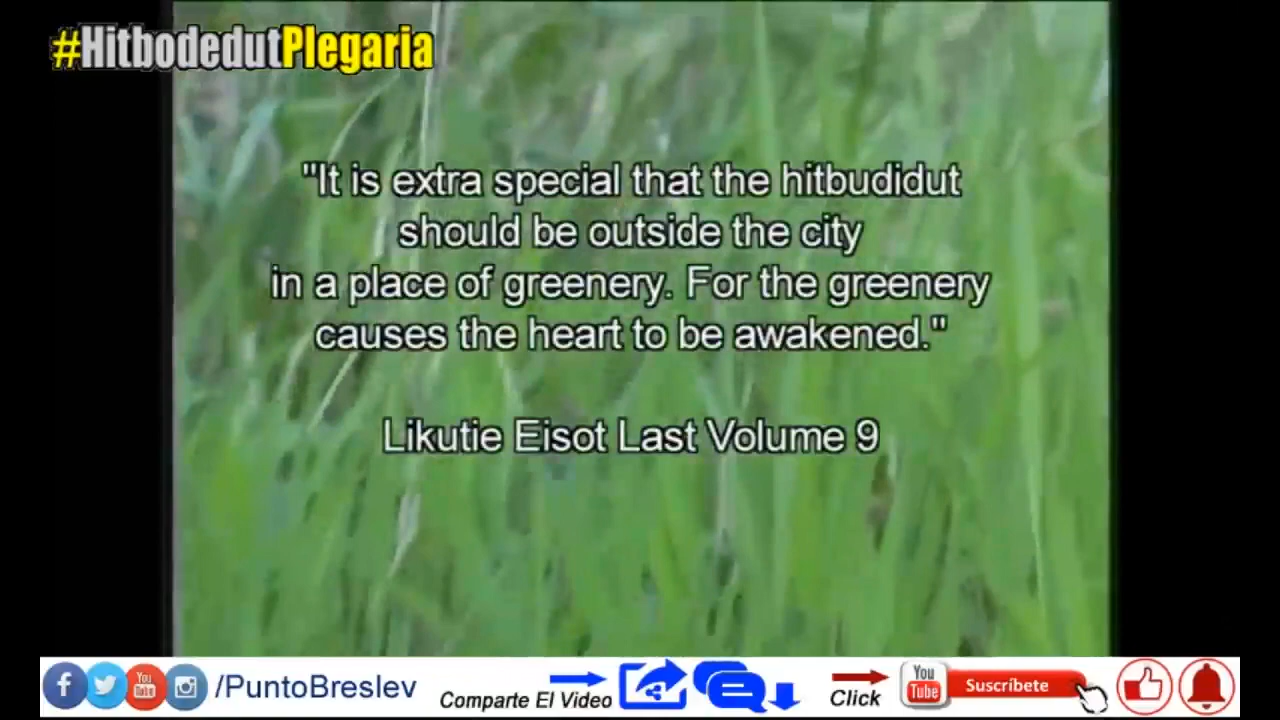 #HitbodedutPlegaria
"It is extra special that the hitbudidut
should be outside the city
in a place of greenery. For the greenery
causes the heart to be awakened."
Likutie Eisot Last Volume 9
/PuntoBreslev
Comparte El Video
Click
You Tube
Suscríbete
You Tube